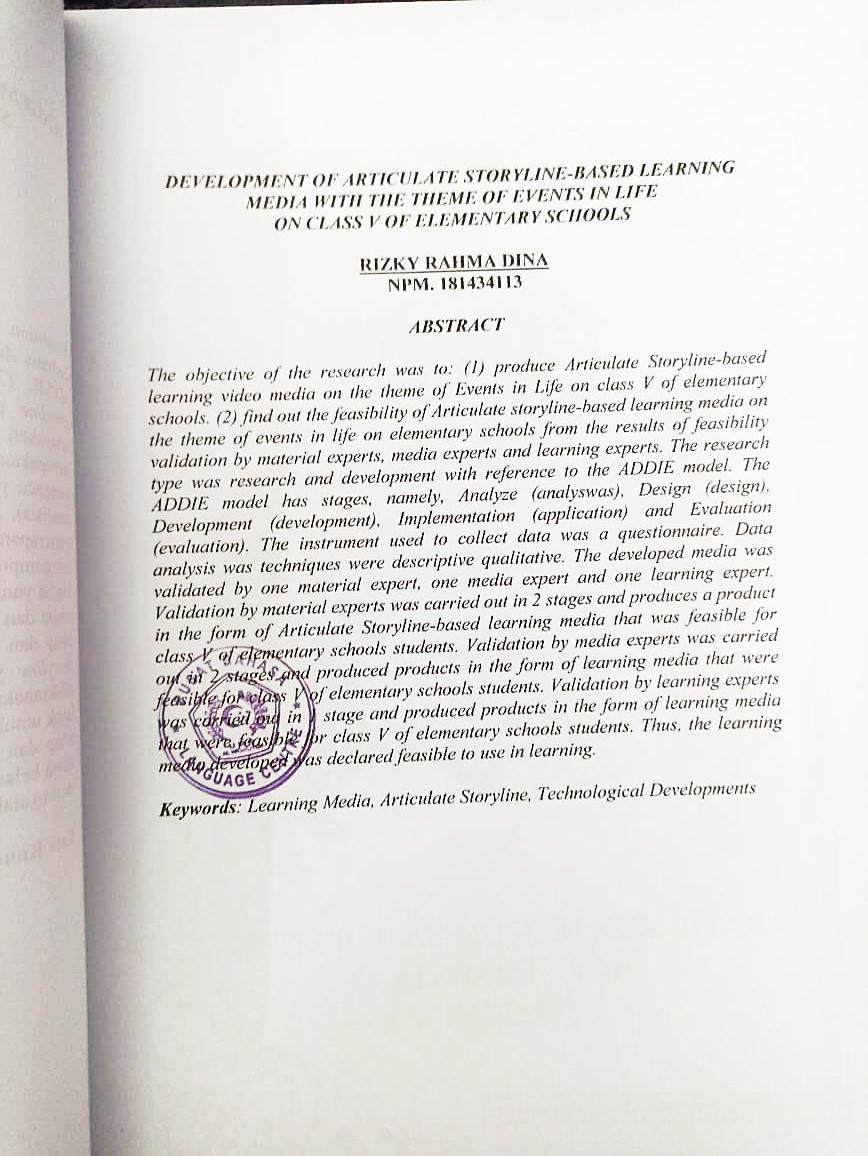 DEVELOPMENT OF ARTICULATE STORYLINE-BASED LEARNING
MEDIA WITH THE THEME OF EVENTS IN LIFE
ON CLASS V OF ELEMENTARY SCHOOLS
RIZKY RAHMA DINA
NPM. 181434113
ABSTRACT
The objective of the research was to: (1) produce Articulate Storyline-based
learning video media on the theme of Events in Life on class V of elementary
schools. (2) find out the feasibility of Articulate storyline-based learning media on
the theme of events in life on elementary schools from the results of feasibility
validation by material experts, media experts and learning experts. The research
type was research and development with reference to the ADDIE model. The
ADDIE model has stages, namely, Analyze (analyswas), Design (design),
Development (development), Implementation (application) and Evaluation
(evaluation). The instrument used to collect data was a questionnaire. Data
analysis was techniques were descriptive qualitative. The developed media was
validated by one material expert, one media expert and one learning expert.
Validation by material experts was carried out in 2 stages and produces a product
in the form of Articulate Storyline-based learning media that was feasible for
class V of elementary schools students. Validation by media experts was carried
out in 2 stages and produced products in the form of learning media that were
feasible for class V of elementary schools students. Validation by learning experts
was carried out in stage and produced products in the form of learning media
that were feasible for class V of elementary schools students. Thus, the learning
media developed was declared feasible to use in learning.
Keywords: Learning Media, Articulate Storyline, Technological Developments
PUSAT BAHASA
LANGUAGE CENTRE